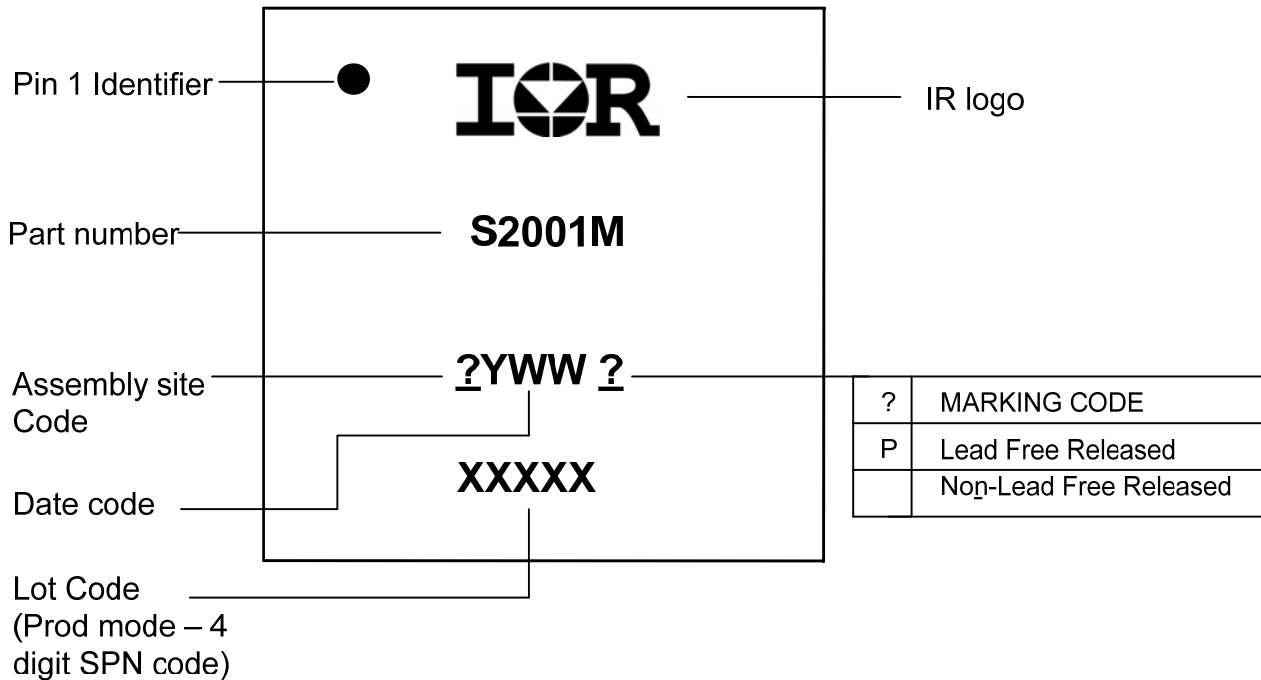 Pin 1 Identifier
IOR
IR logo
Part number
S2001M
Assembly site
Code
?YWW ?
? MARKING CODE
P Lead Free Released
Non-Lead Free Released
Date code
XXXXX
Lot Code
(Prod mode – 4
digit SPN code)